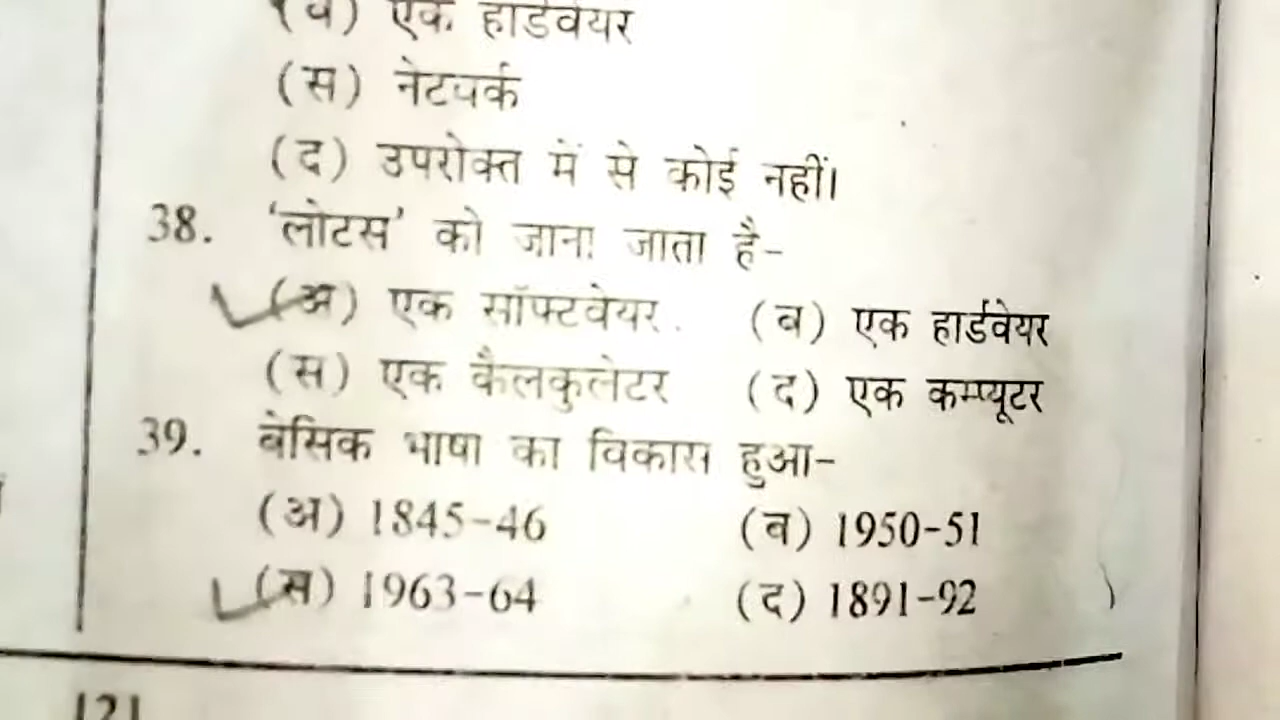 (ब) एक हार्डवेयर
(स) नेटवर्क
(द) उपरोक्त में से कोई नहीं।
38. 'लोटस' को जाना जाता है-
(अ) एक सॉफ्टवेयर. (ब) एक हार्डवेयर
(स) एक कैलकुलेटर (द) एक कम्प्यूटर
39. बेसिक भाषा का विकास हुआ-
(अ) 1845-46 (ब) 1950-51
(स) 1963-64 (द) 1891-92
121